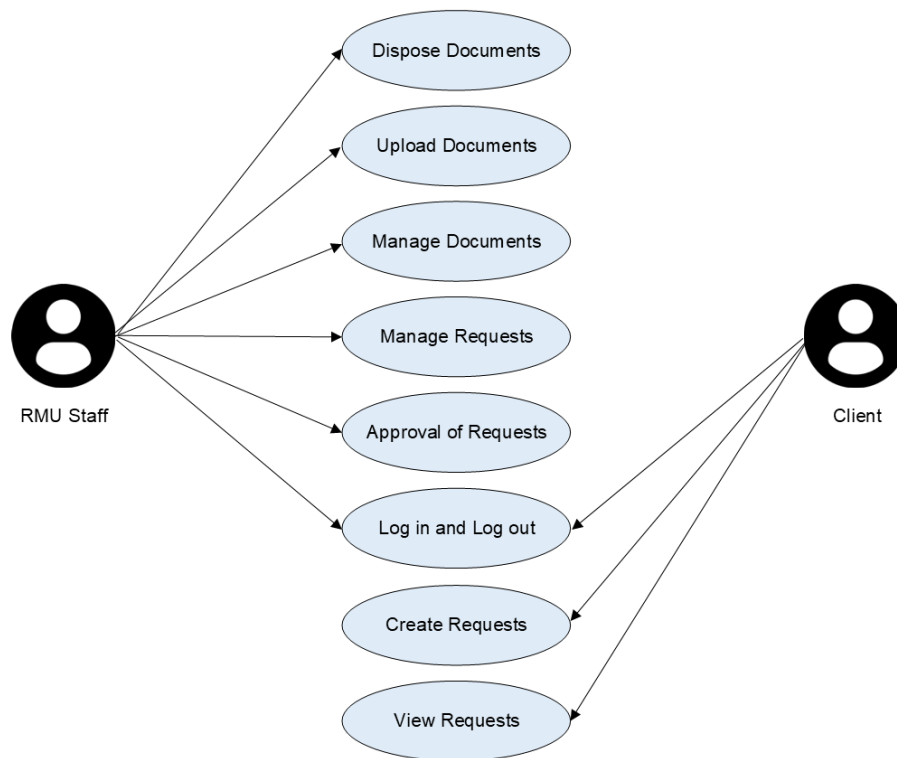 Dispose Documents
Upload Documents
Manage Documents
Manage Requests
RMU Staff
Client
Approval of Requests
Log in and Log out
Create Requests
View Requests